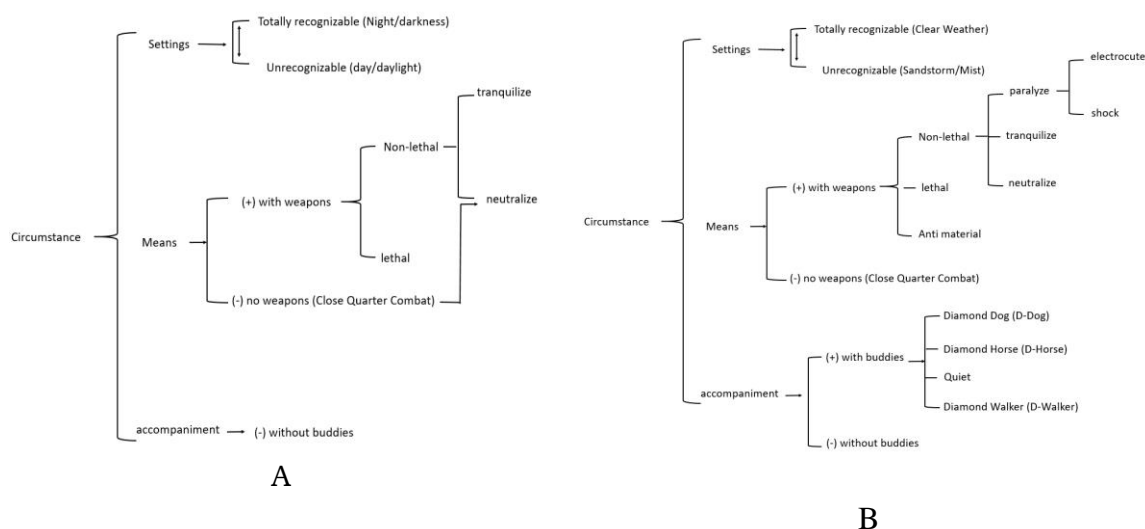 Totally recognizable (Night/darkness)
Settings
Unrecognizable (day/daylight)
tranquilize
Non-lethal
(+) with weapons
neutralize
Circumstance
Means
lethal
(-) no weapons (Close Quarter Combat)
accompaniment
(-) without buddies
A
Totally recognizable (Clear Weather)
Settings
Unrecognizable (Sandstorm/Mist)
electrocute
paralyze
shock
Non-lethal
tranquilize
(+) with weapons
lethal
neutralize
Circumstance
Means
Anti material
(-) no weapons (Close Quarter Combat)
Diamond Dog (D-Dog)
(+) with buddies
Diamond Horse (D-Horse)
Quiet
accompaniment
Diamond Walker (D-Walker)
(-) without buddies
B